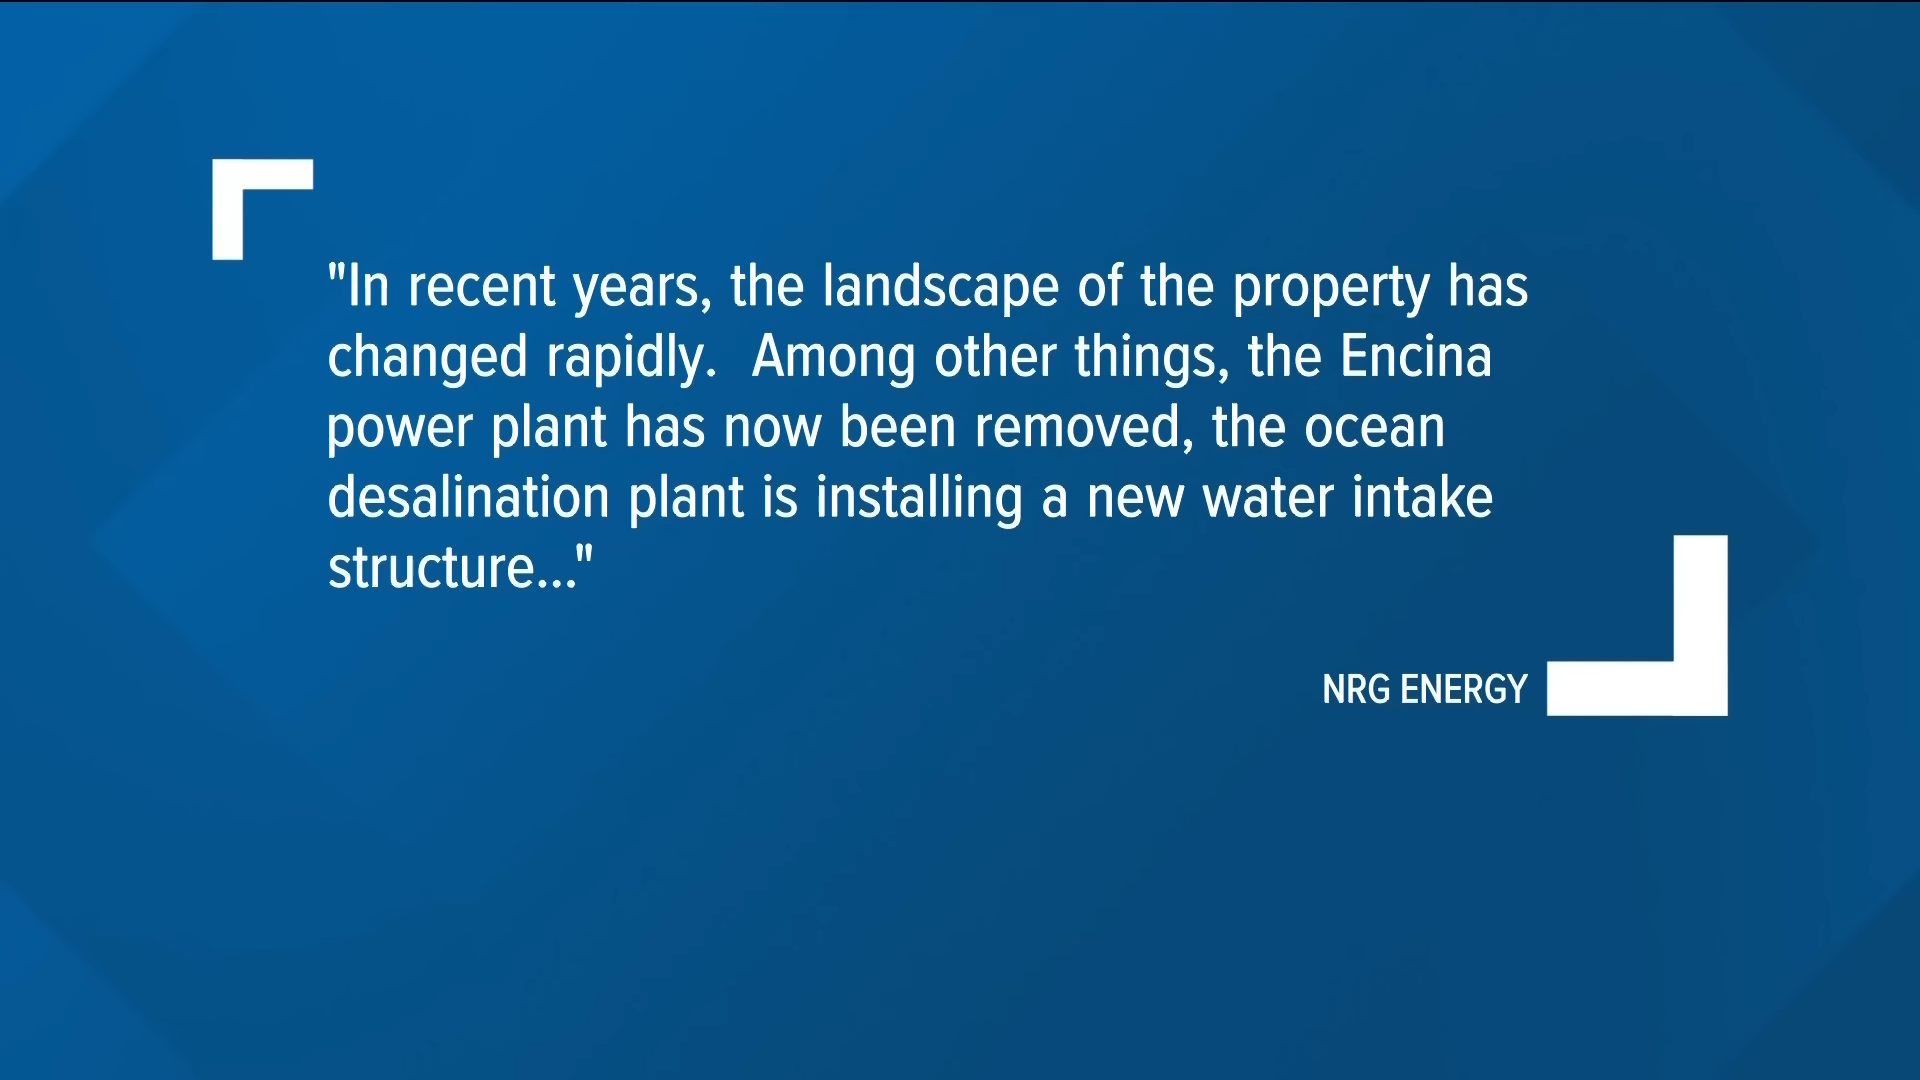 "In recent years, the landscape of the property has
changed rapidly.  Among other things, the Encina
power plant has now been removed, the ocean
desalination plant is installing a new water intake
structure..."
NRG ENERGY